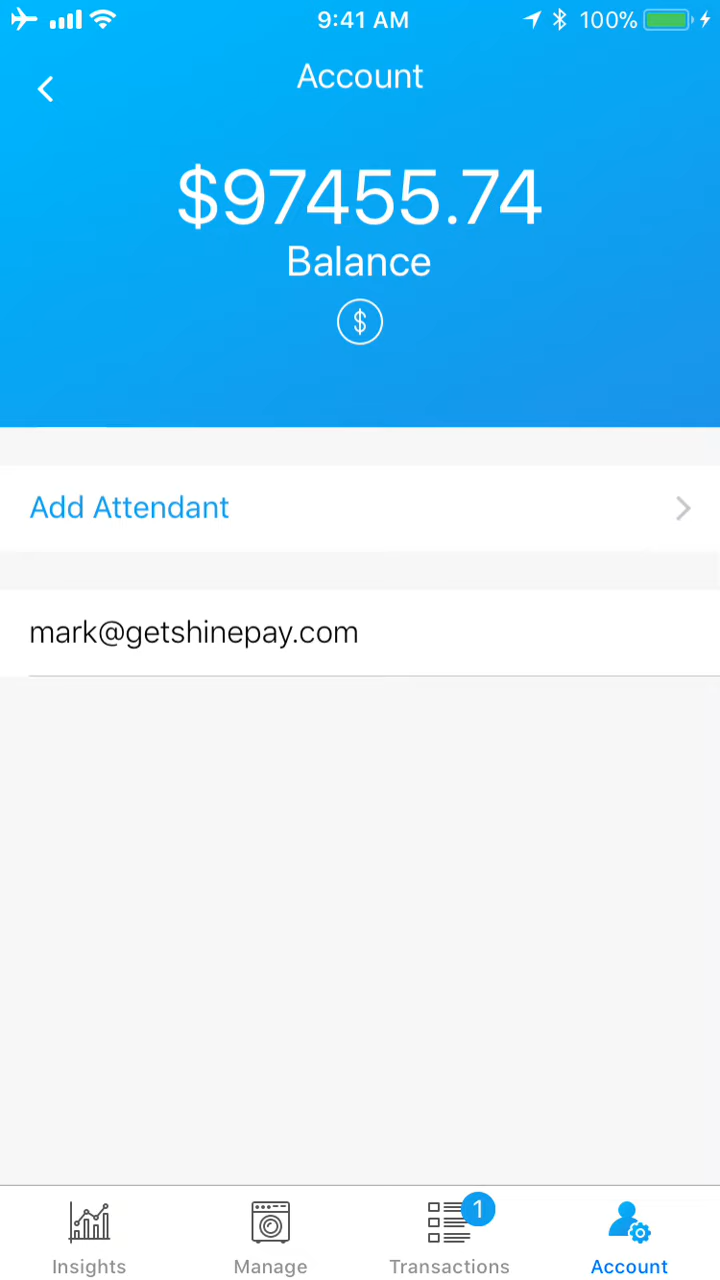 9:41 AM 100%
Account
$97455.74
Balance
$
Add Attendant
mark@getshinepay.com
1
Insights Manage Transactions Account